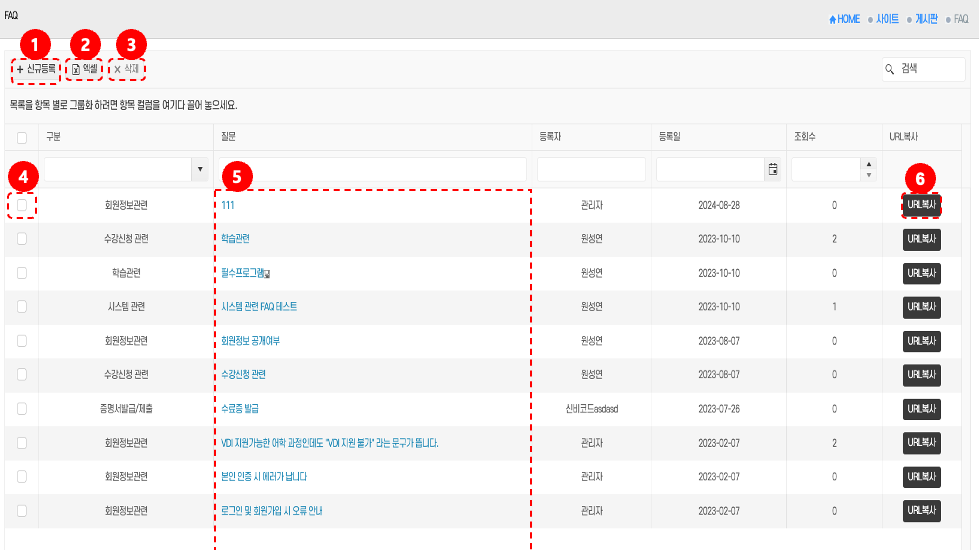 FAQ
HOME 사이트 게시판 FAQ
1 2 3
+ 신규등록 엑셀 × 삭제 검색
목록을 항목 별로 그룹화 하려면 항목 컬럼을 여기다 끌어 놓으세요.
구분 질문 등록자 등록일 조회수 URL복사
4 5 6
회원정보관련 111 관리자 2024-08-28 0 URL복사
수강신청 관련 학습관련 원성연 2023-10-10 2 URL복사
학습관련 필수프로그램 원성연 2023-10-10 0 URL복사
시스템 관련 시스템 관련 FAQ 테스트 원성연 2023-10-10 1 URL복사
회원정보관련 회원정보 공개여부 원성연 2023-08-07 0 URL복사
수강신청 관련 수강신청 관련 원성연 2023-08-07 0 URL복사
증명서발급/제출 수료증 발급 신비코드asdasd 2023-07-26 0 URL복사
회원정보관련 VDI 지원가능한 어학 과정인데도 "VDI 지원 불가" 라는 문구가 뜹니다. 관리자 2023-02-07 2 URL복사
회원정보관련 본인 인증 시 에러가 납니다 관리자 2023-02-07 0 URL복사
회원정보관련 로그인 및 회원가입 시 오류 안내 관리자 2023-02-07 0 URL복사